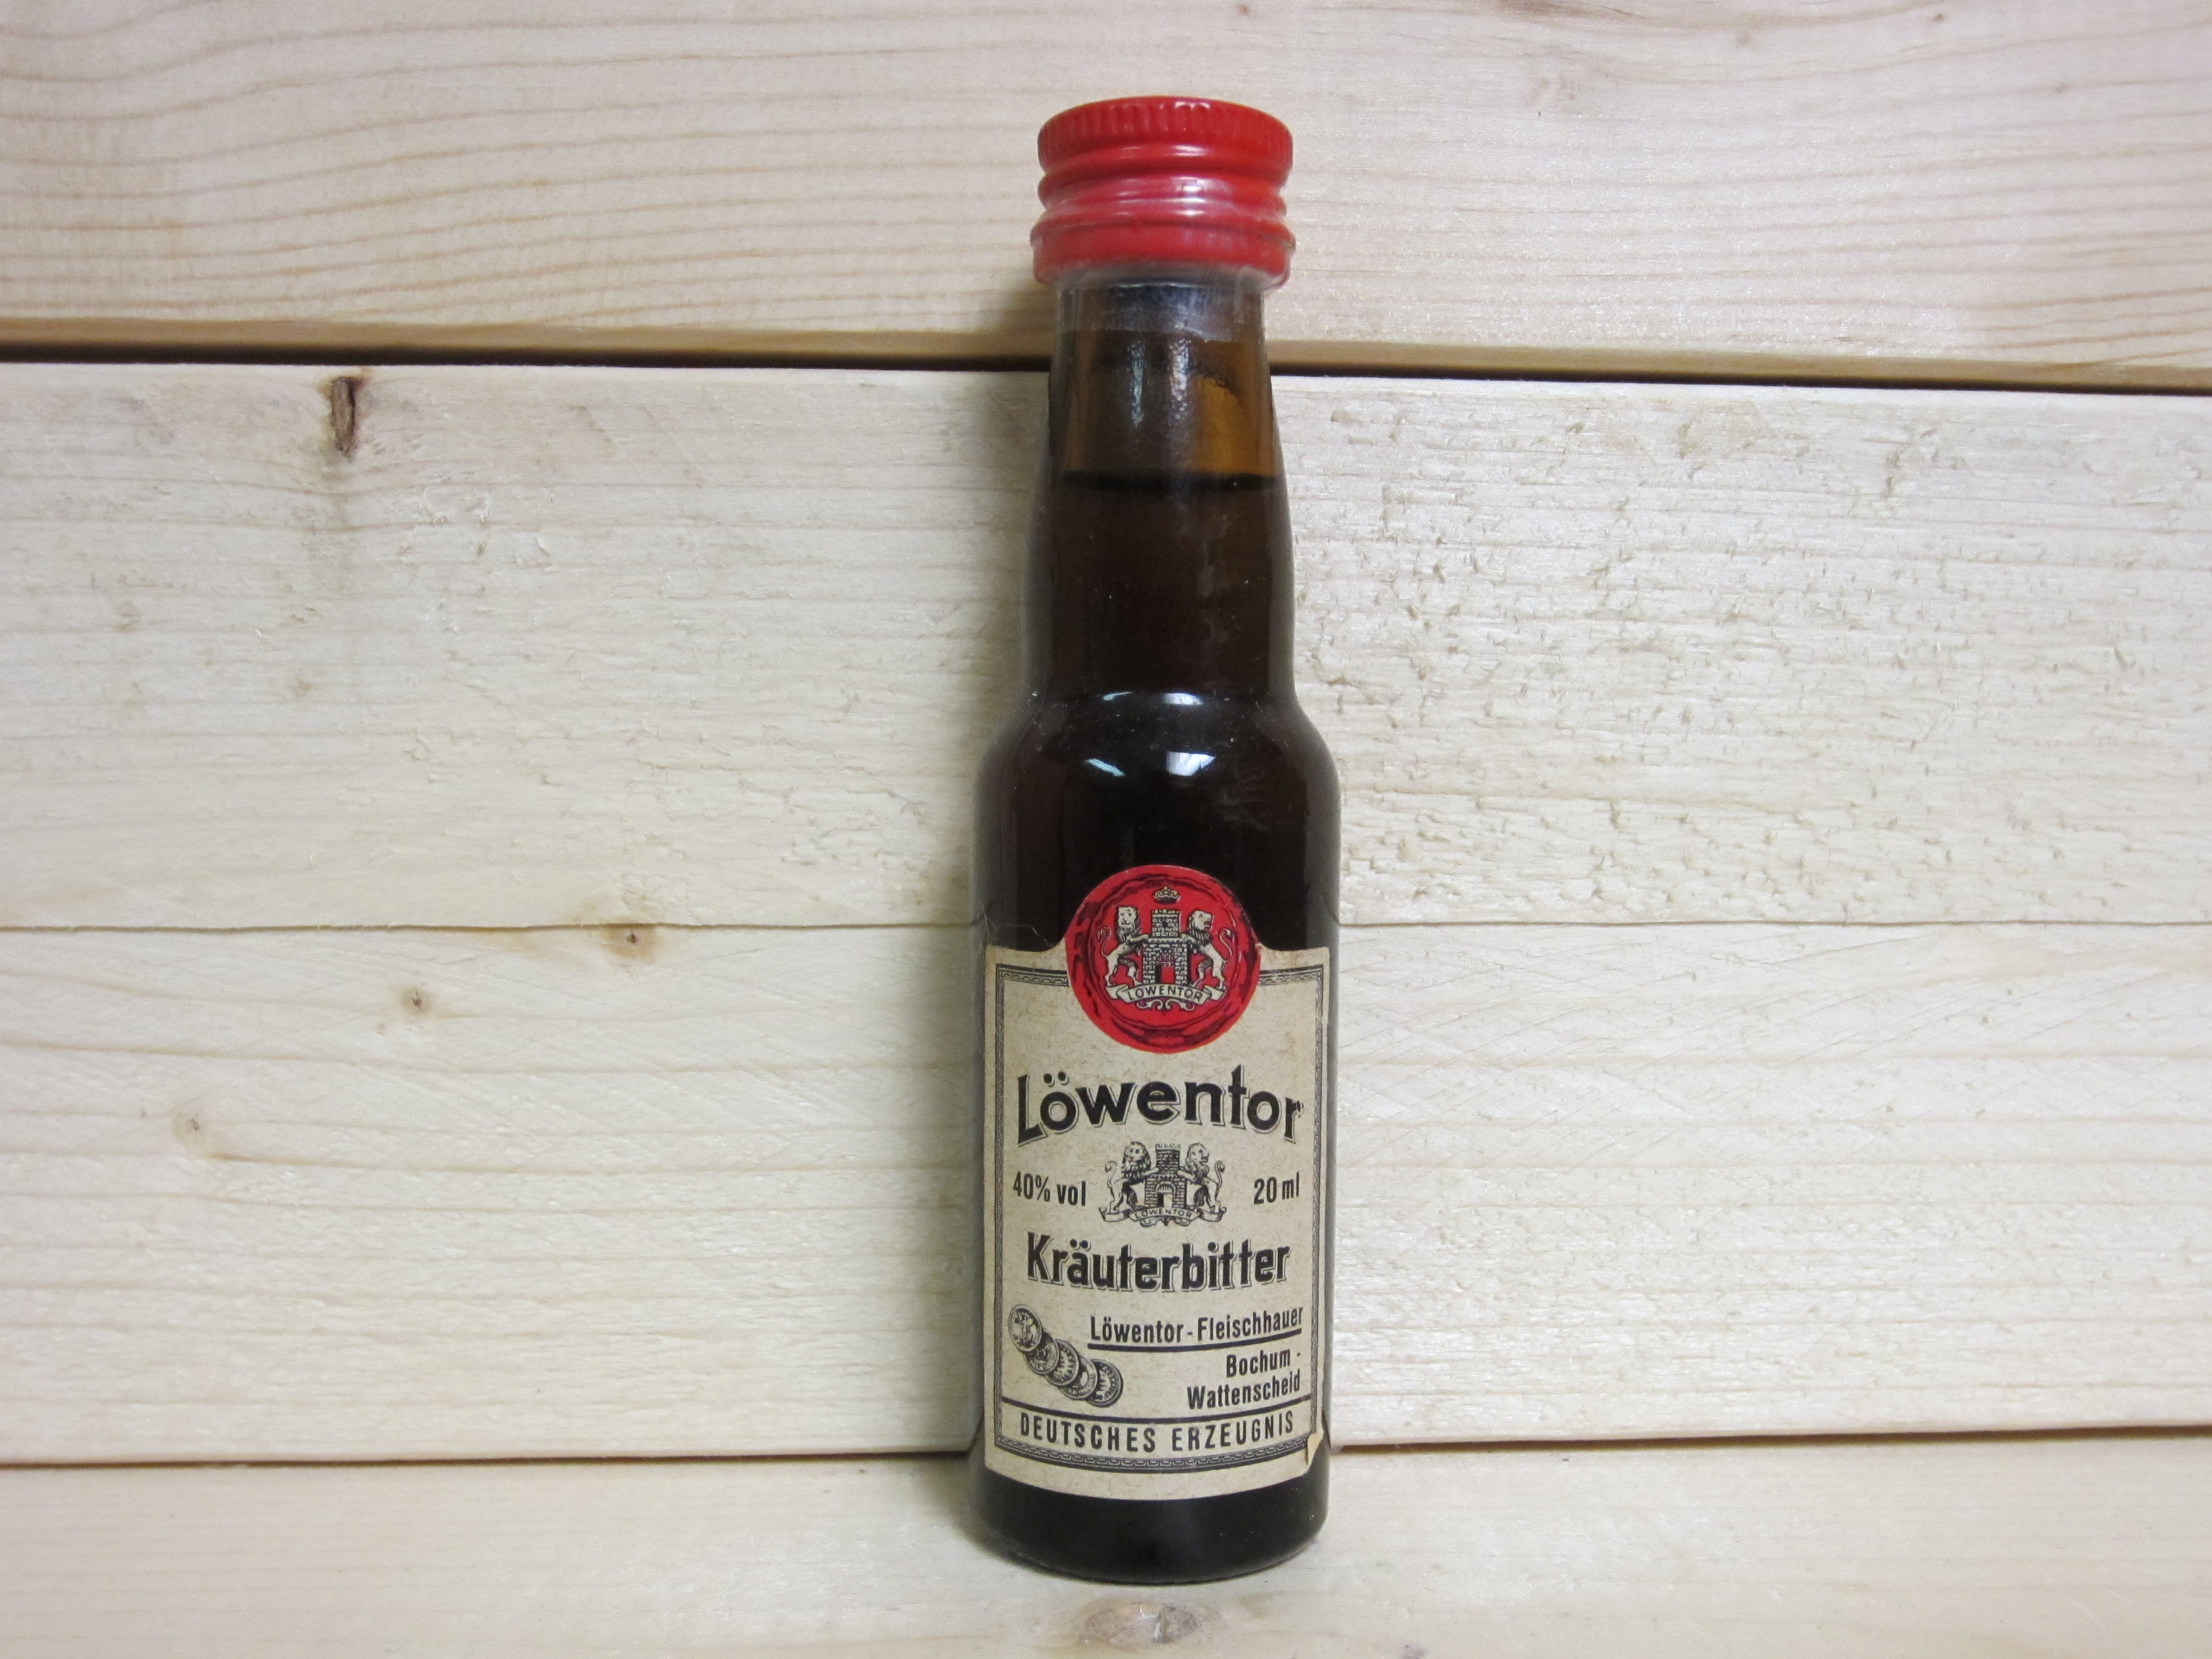 LÖWENTOR
Löwentor
40% vol
20 ml
LÖWENTOR
Kräuterbitter
Löwentor-Fleischhauer
Bochum -
Wattenscheid
DEUTSCHES ERZEUGNIS